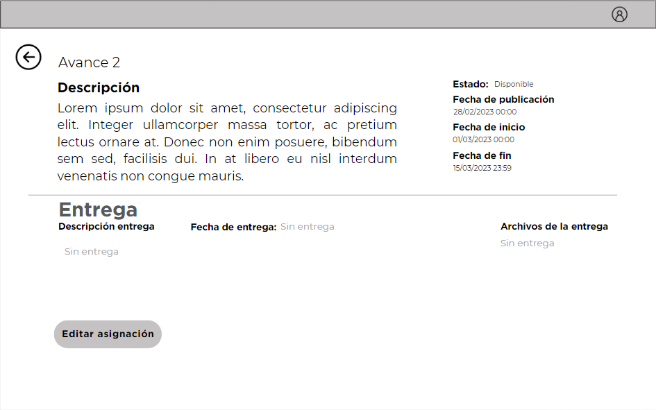 Avance 2
Descripción
Lorem ipsum dolor sit amet, consectetur adipiscing
elit. Integer ullamcorper massa tortor, ac pretium
lectus ornare at. Donec non enim posuere, bibendum
sem sed, facilisis dui. In at libero eu nisl interdum
venenatis non congue mauris.
Estado: Disponible
Fecha de publicación
28/02/2023 00:00
Fecha de inicio
01/03/2023 00:00
Fecha de fin
15/03/2023 23:59
Entrega
Descripción entrega
Sin entrega
Fecha de entrega: Sin entrega
Archivos de la entrega
Sin entrega
Editar asignación